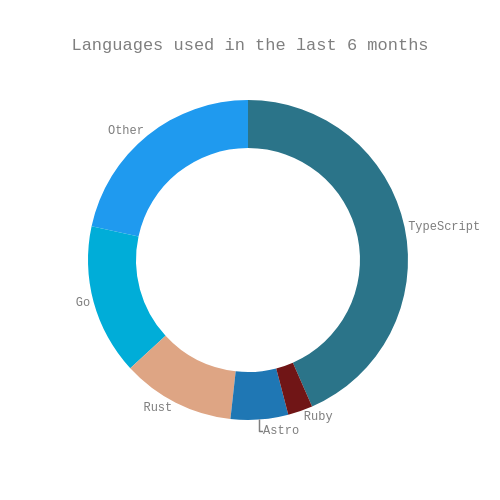 Languages used in the last 6 months
Other
TypeScript
Go
Rust
Ruby
Astro